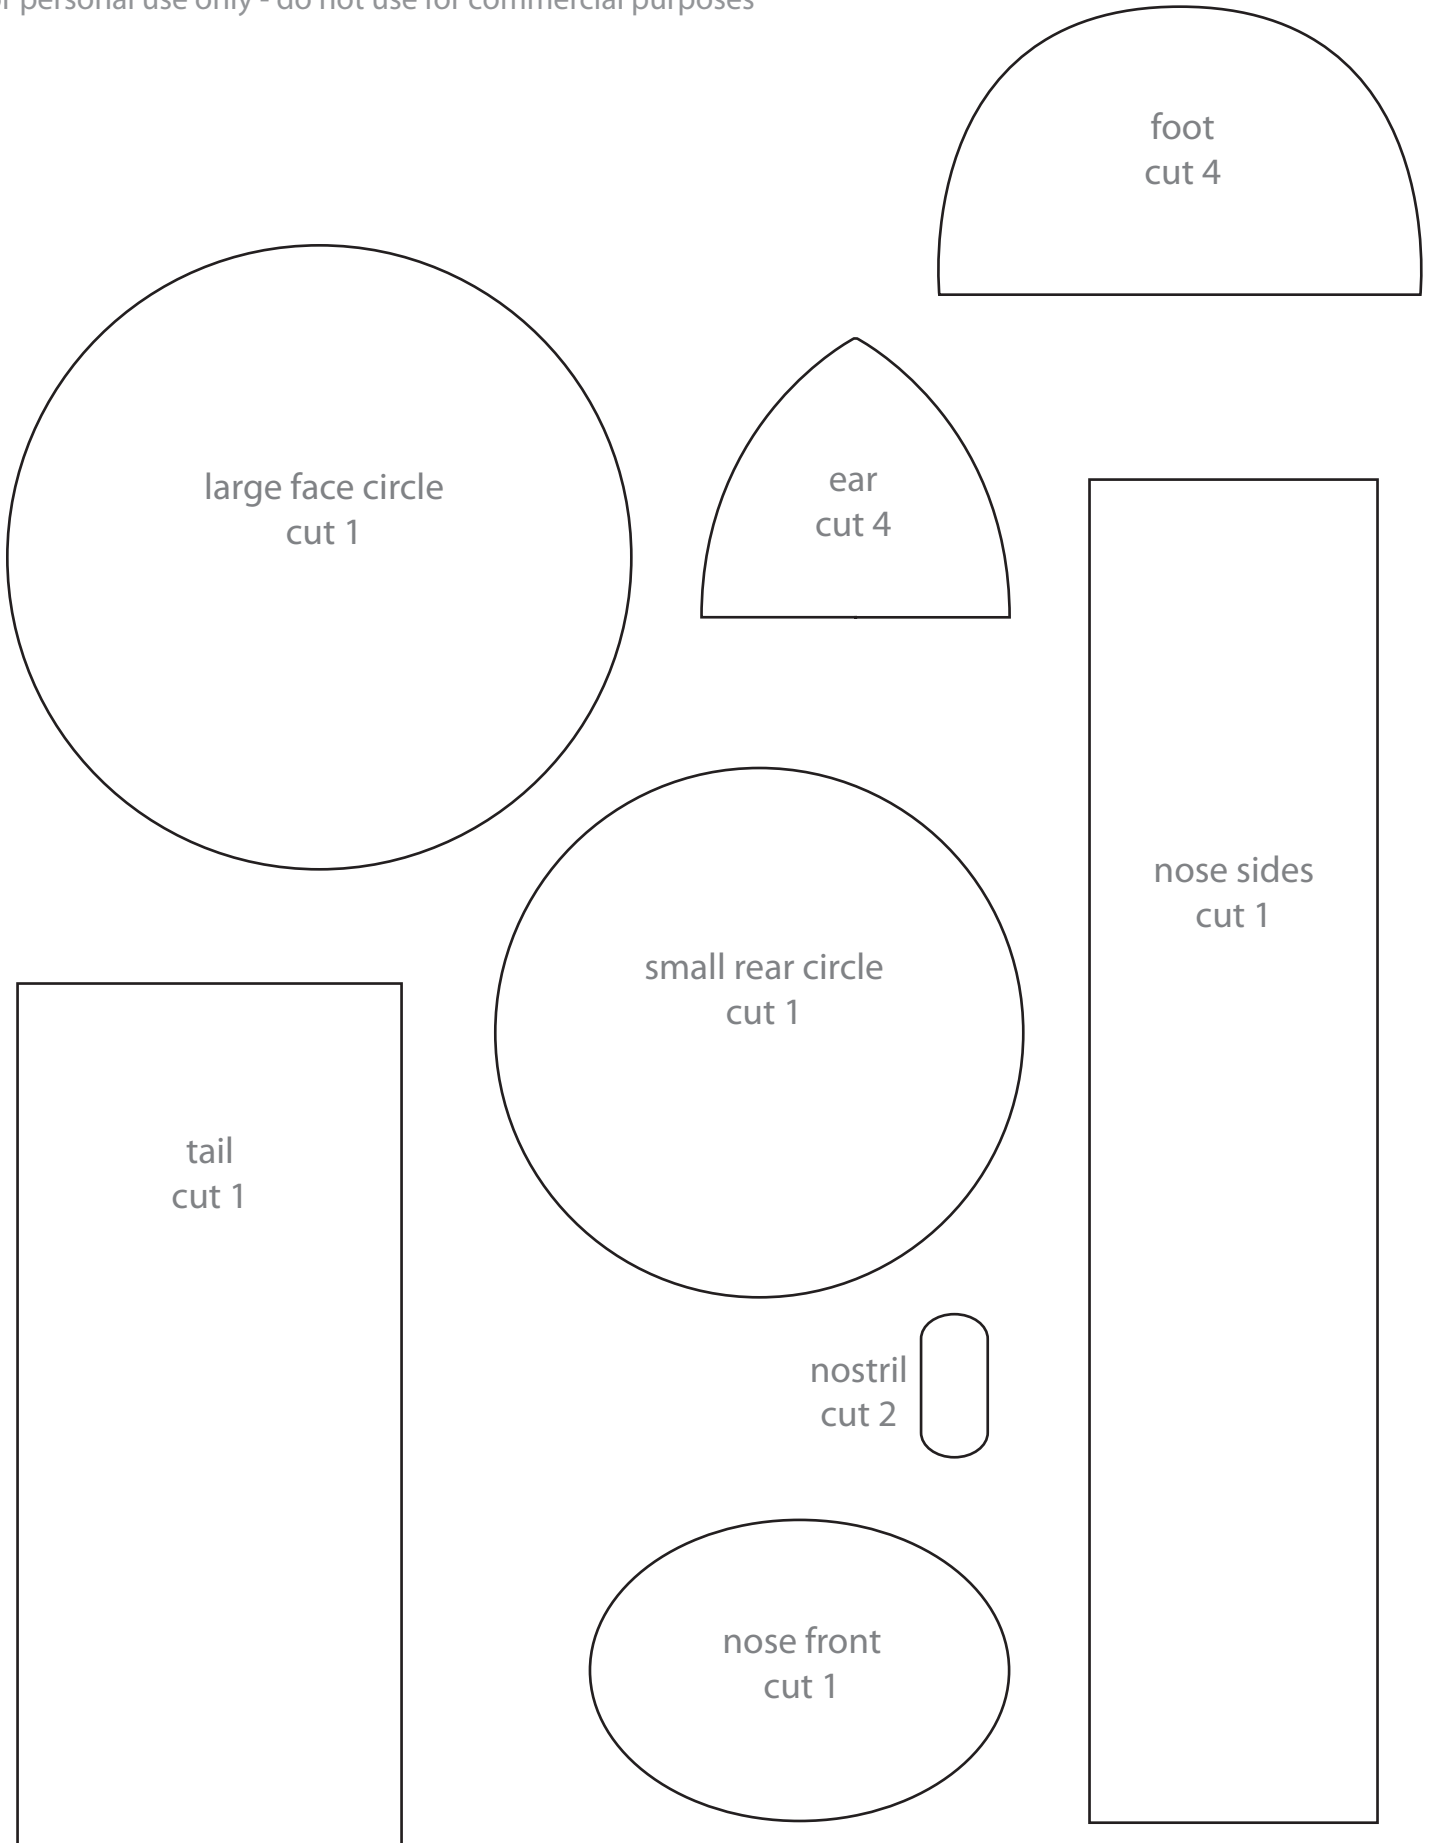 personal use only - do not use for commercial purposes
foot
cut 4
large face circle
cut 1
ear
cut 4
nose sides
cut 1
small rear circle
cut 1
tail
cut 1
nostril
cut 2
nose front
cut 1